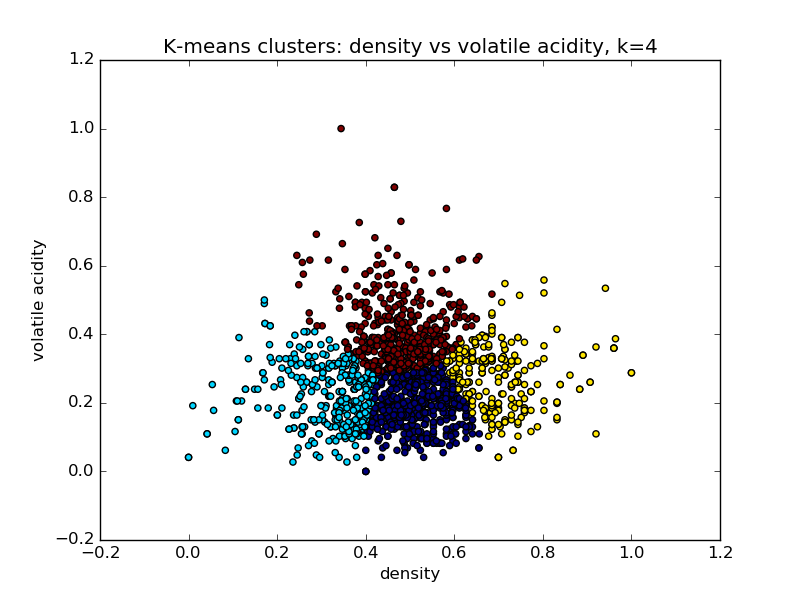 K-means clusters: density vs volatile acidity, k=4
1.2
1.0
0.8
0.6
0.4
0.2
0.0
−0.2
volatile acidity
−0.2 0.0 0.2 0.4 0.6 0.8 1.0 1.2
density